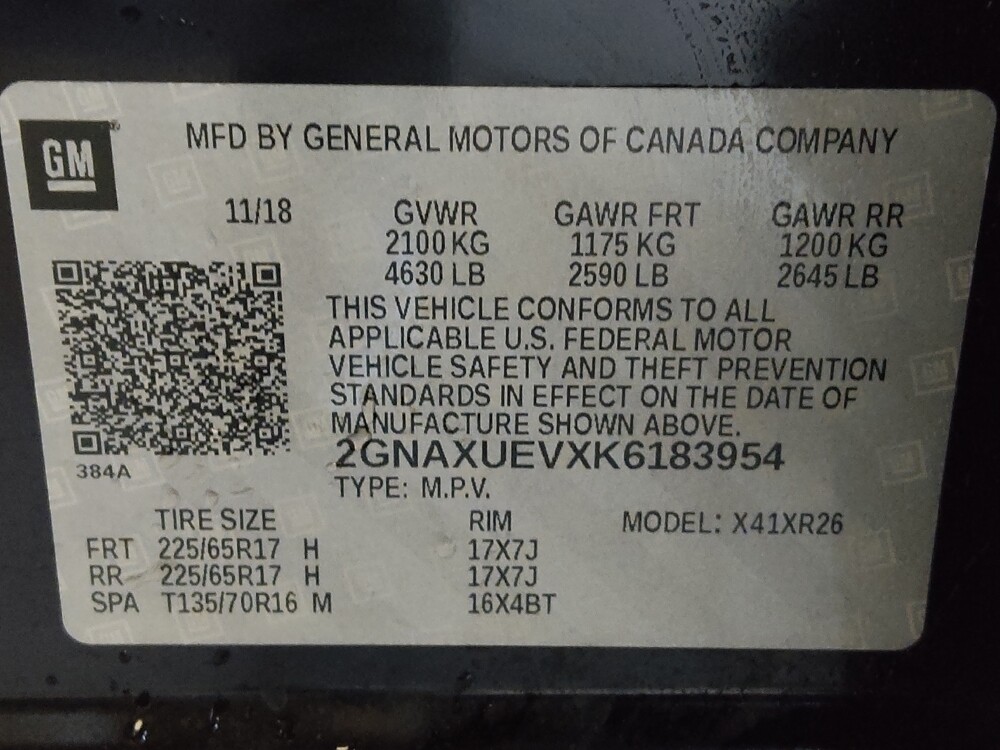 GM
MFD BY GENERAL MOTORS OF CANADA COMPANY
11/18 GVWR GAWR FRT GAWR RR
2100 KG 1175 KG 1200 KG
4630 LB 2590 LB 2645 LB
THIS VEHICLE CONFORMS TO ALL
APPLICABLE U.S. FEDERAL MOTOR
VEHICLE SAFETY AND THEFT PREVENTION
STANDARDS IN EFFECT ON THE DATE OF
MANUFACTURE SHOWN ABOVE.
2GNAXUEVXK6183954
384A
TYPE: M.P.V.
TIRE SIZE RIM MODEL: X41XR26
FRT 225/65R17 H 17X7J
RR 225/65R17 H 17X7J
SPA T135/70R16 M 16X4BT